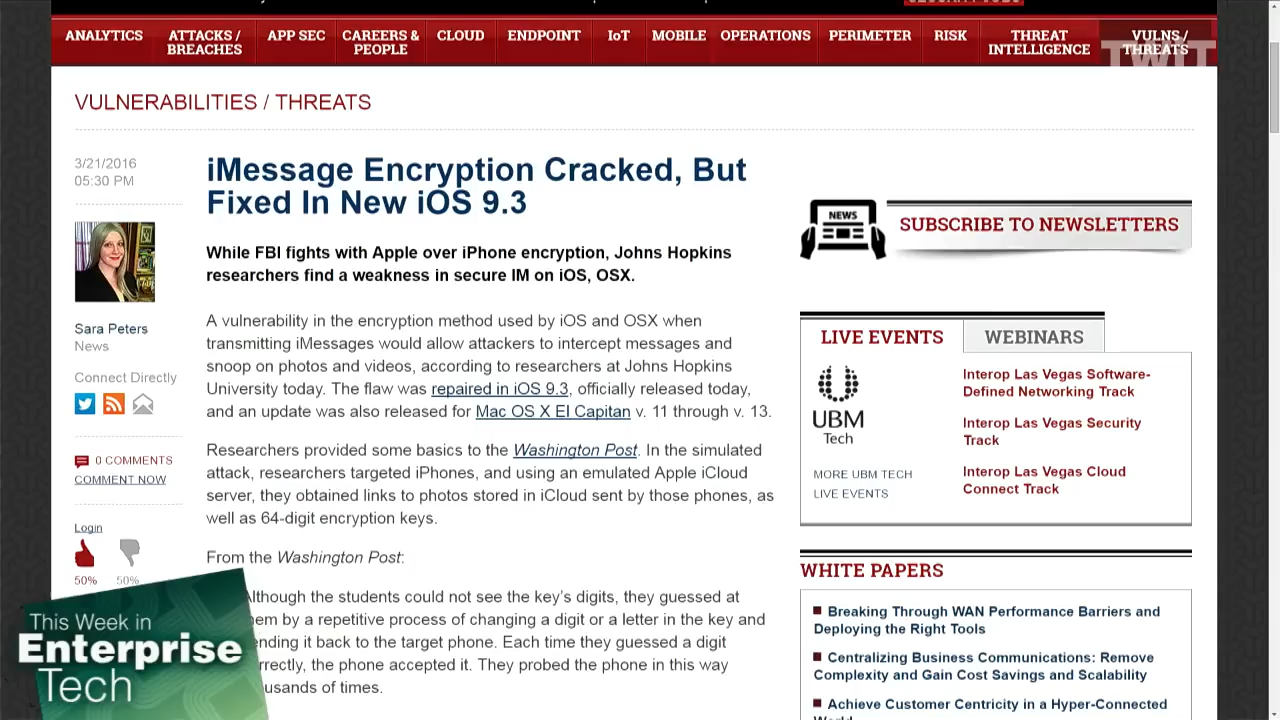 ANALYTICS
ATTACKS /
BREACHES
APP SEC
CAREERS &
PEOPLE
CLOUD
ENDPOINT
IoT
MOBILE
OPERATIONS
PERIMETER
RISK
THREAT
INTELLIGENCE
VULNS /
THREATS
TWiT
VULNERABILITIES / THREATS
3/21/2016
05:30 PM
Sara Peters
News
Connect Directly
0 COMMENTS
COMMENT NOW
Login
50%
50%
iMessage Encryption Cracked, But
Fixed In New iOS 9.3
While FBI fights with Apple over iPhone encryption, Johns Hopkins
researchers find a weakness in secure IM on iOS, OSX.
A vulnerability in the encryption method used by iOS and OSX when
transmitting iMessages would allow attackers to intercept messages and
snoop on photos and videos, according to researchers at Johns Hopkins
University today. The flaw was repaired in iOS 9.3, officially released today,
and an update was also released for Mac OS X El Capitan v. 11 through v. 13.
Researchers provided some basics to the Washington Post. In the simulated
attack, researchers targeted iPhones, and using an emulated Apple iCloud
server, they obtained links to photos stored in iCloud sent by those phones, as
well as 64-digit encryption keys.
From the Washington Post:
Although the students could not see the key's digits, they guessed at
by a repetitive process of changing a digit or a letter in the key and
it back to the target phone. Each time they guessed a digit
the phone accepted it. They probed the phone in this way
of times.
NEWS
SUBSCRIBE TO NEWSLETTERS
LIVE EVENTS
WEBINARS
UBM
Tech
MORE UBM TECH
LIVE EVENTS
Interop Las Vegas Software-
Defined Networking Track
Interop Las Vegas Security
Track
Interop Las Vegas Cloud
Connect Track
WHITE PAPERS
Breaking Through WAN Performance Barriers and
Deploying the Right Tools
Centralizing Business Communications: Remove
Complexity and Gain Cost Savings and Scalability
Achieve Customer Centricity in a Hyper-Connected
This Week in
Enterprise
Tech